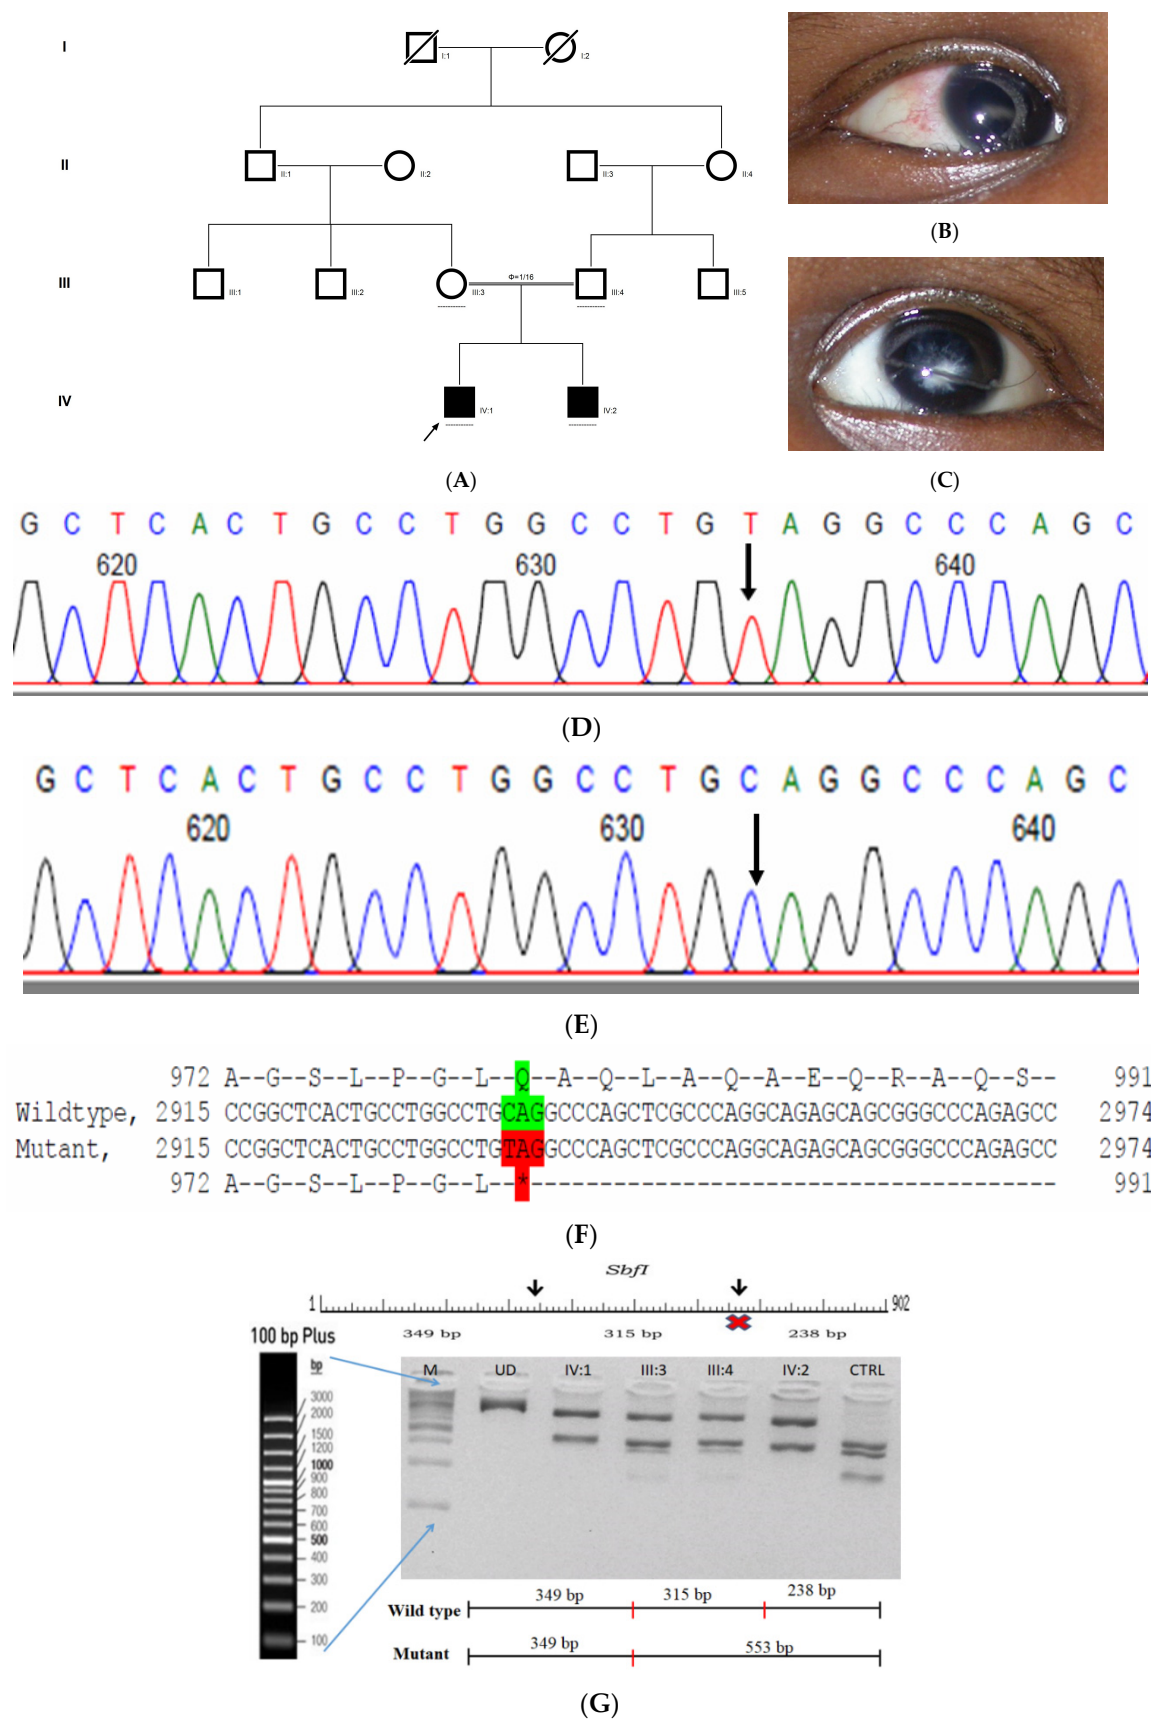 I
I:1
I:2
II
II:1
II:2
II:3
II:4
(B)
III
III:1
III:2
III:3
Φ=1/16
III:4
III:5
IV
IV:1
IV:2
(A)
(C)
G C T C A C T G C C T G G C C T G T A G G C C C A G C
620 630 640
(D)
G C T C A C T G C C T G G C C T G C A G G C C C A G C
620 630 640
(E)
972 A--G--S--L--P--G--L--Q--A--Q--L--A--Q--A--E--Q--R--A--Q--S-- 991
Wildtype, 2915 CCGGCTCACTGCCTGGCCTGCAGGCCCAGCTCGCCCAGGCAGAGCAGCGGGCCCAGAGCC 2974
Mutant, 2915 CCGGCTCACTGCCTGGCCTGTAGGCCCAGCTCGCCCAGGCAGAGCAGCGGGCCCAGAGCC 2974
972 A--G--S--L--P--G--L--*-------------------------------------- 991
(F)
SbfI
1 902
349 bp 315 bp 238 bp
100 bp Plus
bp
3000
2000
1500
1200
1000
900
800
700
600
500
400
300
200
100
M UD IV:1 III:3 III:4 IV:2 CTRL
349 bp 315 bp 238 bp
Wild type
349 bp 553 bp
Mutant
(G)